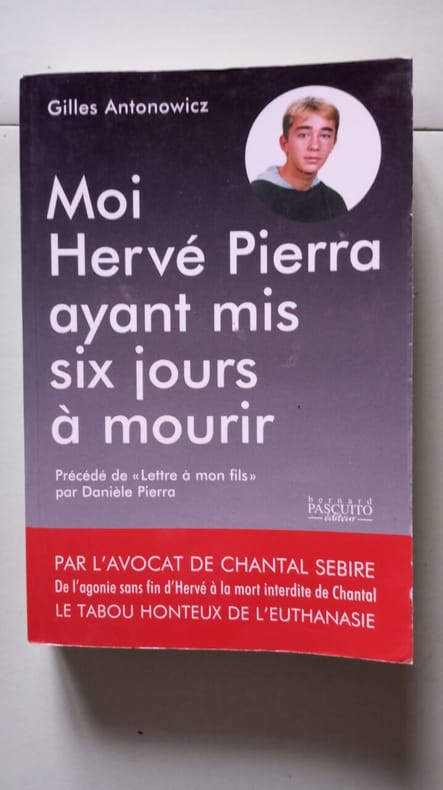 Gilles Antonowicz
Moi
Hervé Pierra
ayant mis
six jours
à mourir
Précédé de « Lettre à mon fils »
par Danièle Pierra
bernard
PASCUITO
éditeur
PAR L'AVOCAT DE CHANTAL SEBIRE
De l'agonie sans fin d'Hervé à la mort interdite de Chantal
LE TABOU HONTEUX DE L'EUTHANASIE